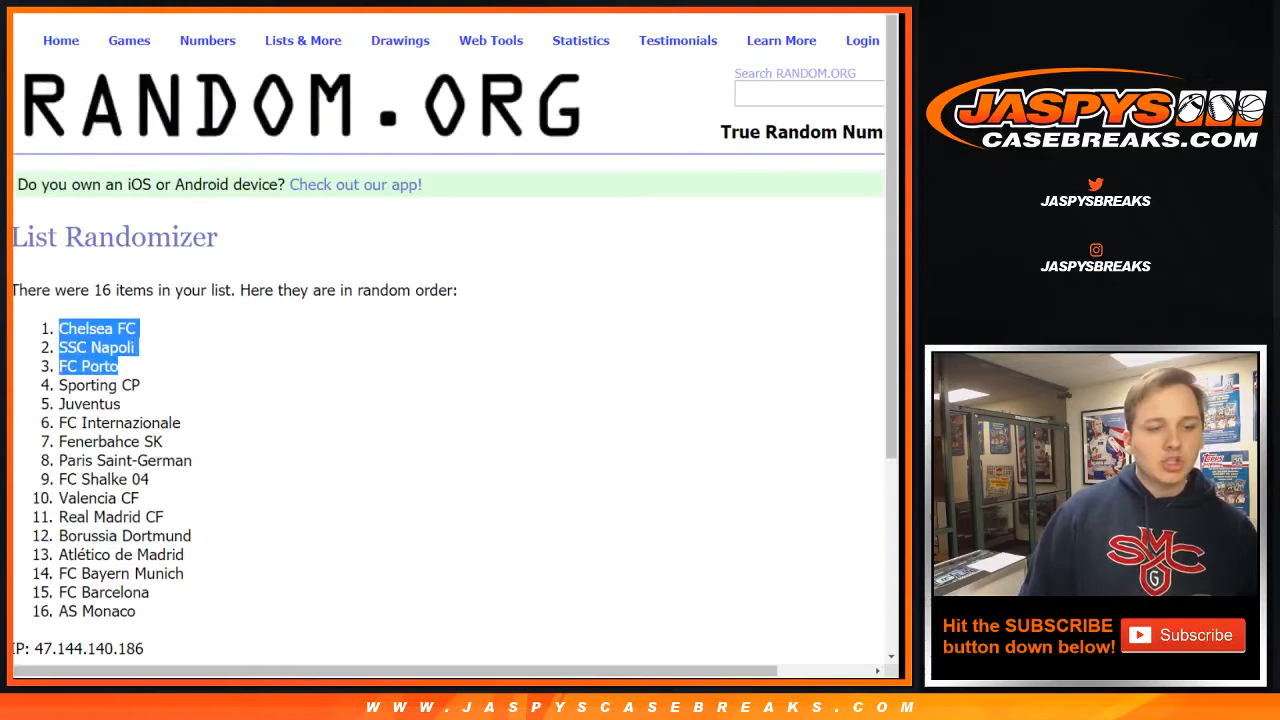 Home Games Numbers Lists & More Drawings Web Tools Statistics Testimonials Learn More Login
RANDOM.ORG
Search RANDOM.ORG
True Random Num
Do you own an iOS or Android device? Check out our app!
List Randomizer
There were 16 items in your list. Here they are in random order:
1. Chelsea FC
2. SSC Napoli
3. FC Porto
4. Sporting CP
5. Juventus
6. FC Internazionale
7. Fenerbahce SK
8. Paris Saint-German
9. FC Shalke 04
10. Valencia CF
11. Real Madrid CF
12. Borussia Dortmund
13. Atlético de Madrid
14. FC Bayern Munich
15. FC Barcelona
16. AS Monaco
IP: 47.144.140.186
JASPYS
CASEBREAKS.COM
JASPYSBREAKS
JASPYSBREAKS
SMC
G
Hit the SUBSCRIBE
button down below!
Subscribe
WWW.JASPYSCASEBREAKS.COM